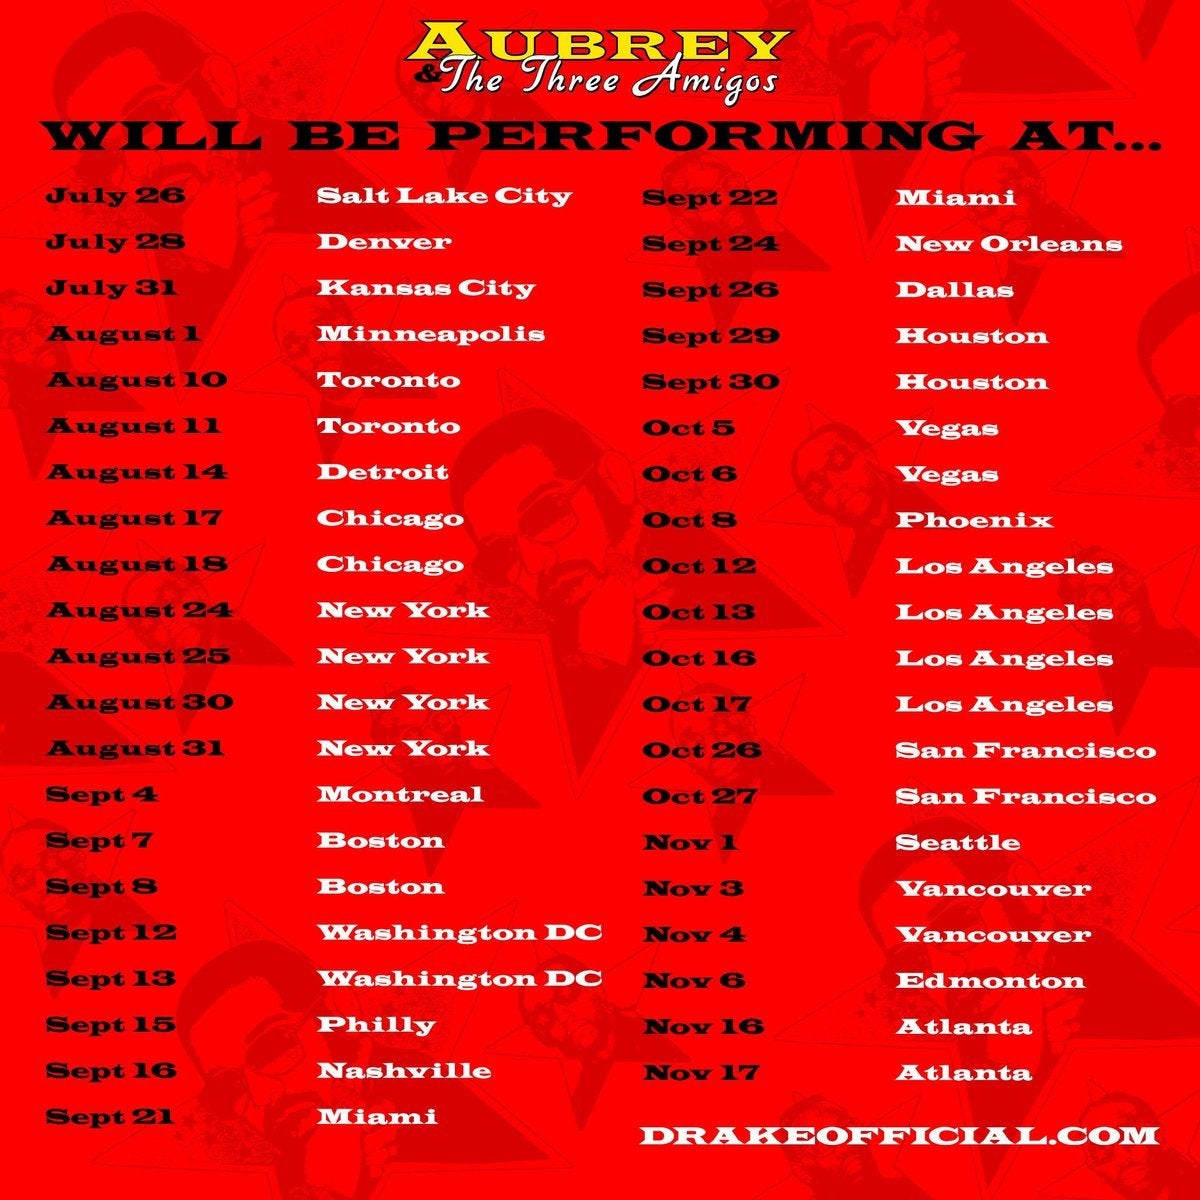 AUBREY
& The Three Amigos
WILL BE PERFORMING AT...
July 26 Salt Lake City
July 28 Denver
July 31 Kansas City
August 1 Minneapolis
August 10 Toronto
August 11 Toronto
August 14 Detroit
August 17 Chicago
August 18 Chicago
August 24 New York
August 25 New York
August 30 New York
August 31 New York
Sept 4 Montreal
Sept 7 Boston
Sept 8 Boston
Sept 12 Washington DC
Sept 13 Washington DC
Sept 15 Philly
Sept 16 Nashville
Sept 21 Miami
Sept 22 Miami
Sept 24 New Orleans
Sept 26 Dallas
Sept 29 Houston
Sept 30 Houston
Oct 5 Vegas
Oct 6 Vegas
Oct 8 Phoenix
Oct 12 Los Angeles
Oct 13 Los Angeles
Oct 16 Los Angeles
Oct 17 Los Angeles
Oct 26 San Francisco
Oct 27 San Francisco
Nov 1 Seattle
Nov 3 Vancouver
Nov 4 Vancouver
Nov 6 Edmonton
Nov 16 Atlanta
Nov 17 Atlanta
DRAKEOFFICIAL.COM